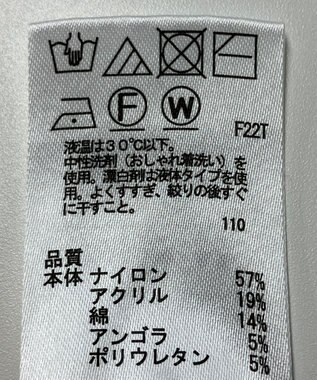 F W
F22T
液温は30℃以下。
中性洗剤（おしゃれ着洗い）を
使用。漂白剤は液体タイプを使
用。よくすすぎ、絞りの後すぐ
に干すこと。
110
品質
本体 ナイロン 57%
アクリル 19%
綿 14%
アンゴラ 5%
ポリウレタン 5%